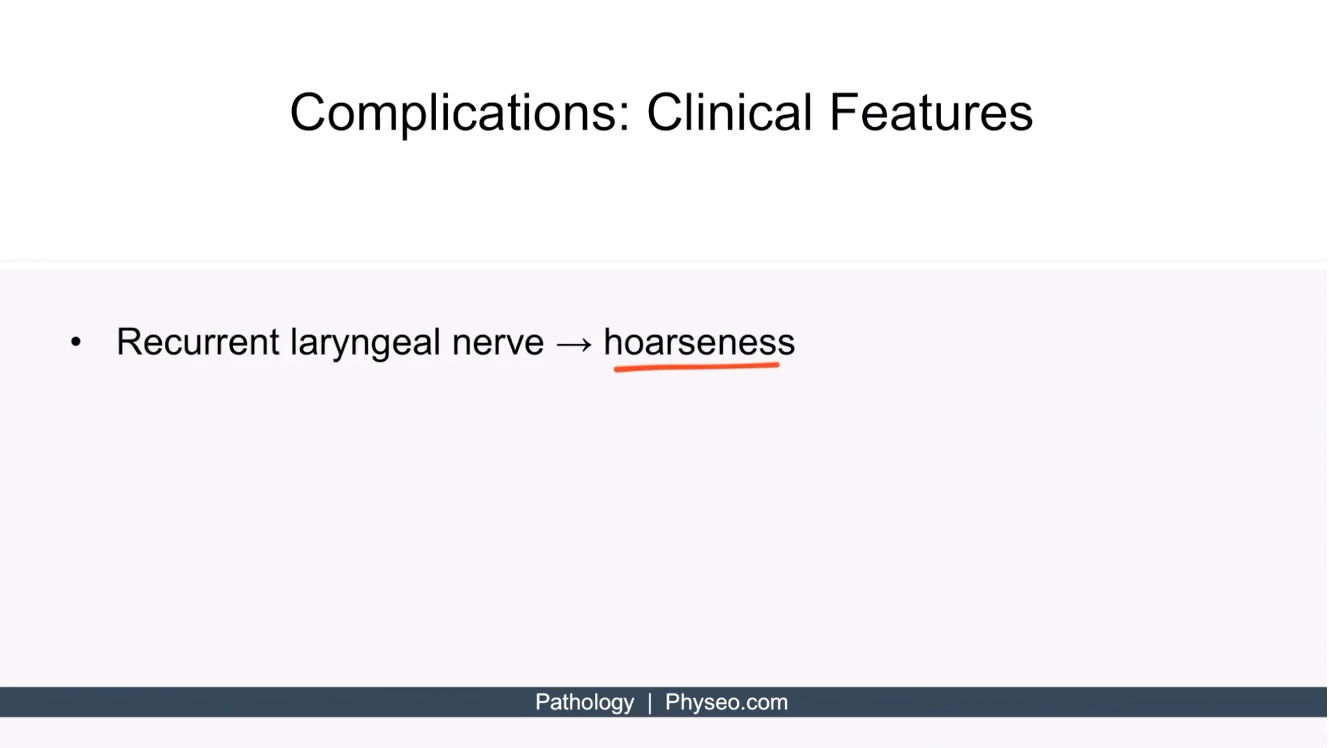 Complications: Clinical Features
• Recurrent laryngeal nerve → hoarseness
Pathology | Physeo.com